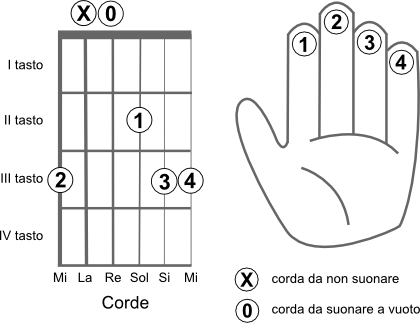 X 0
I tasto
II tasto
III tasto
IV tasto
1
2 3 4
Mi La Re Sol Si Mi
Corde
1 2 3 4
X corda da non suonare
0 corda da suonare a vuoto